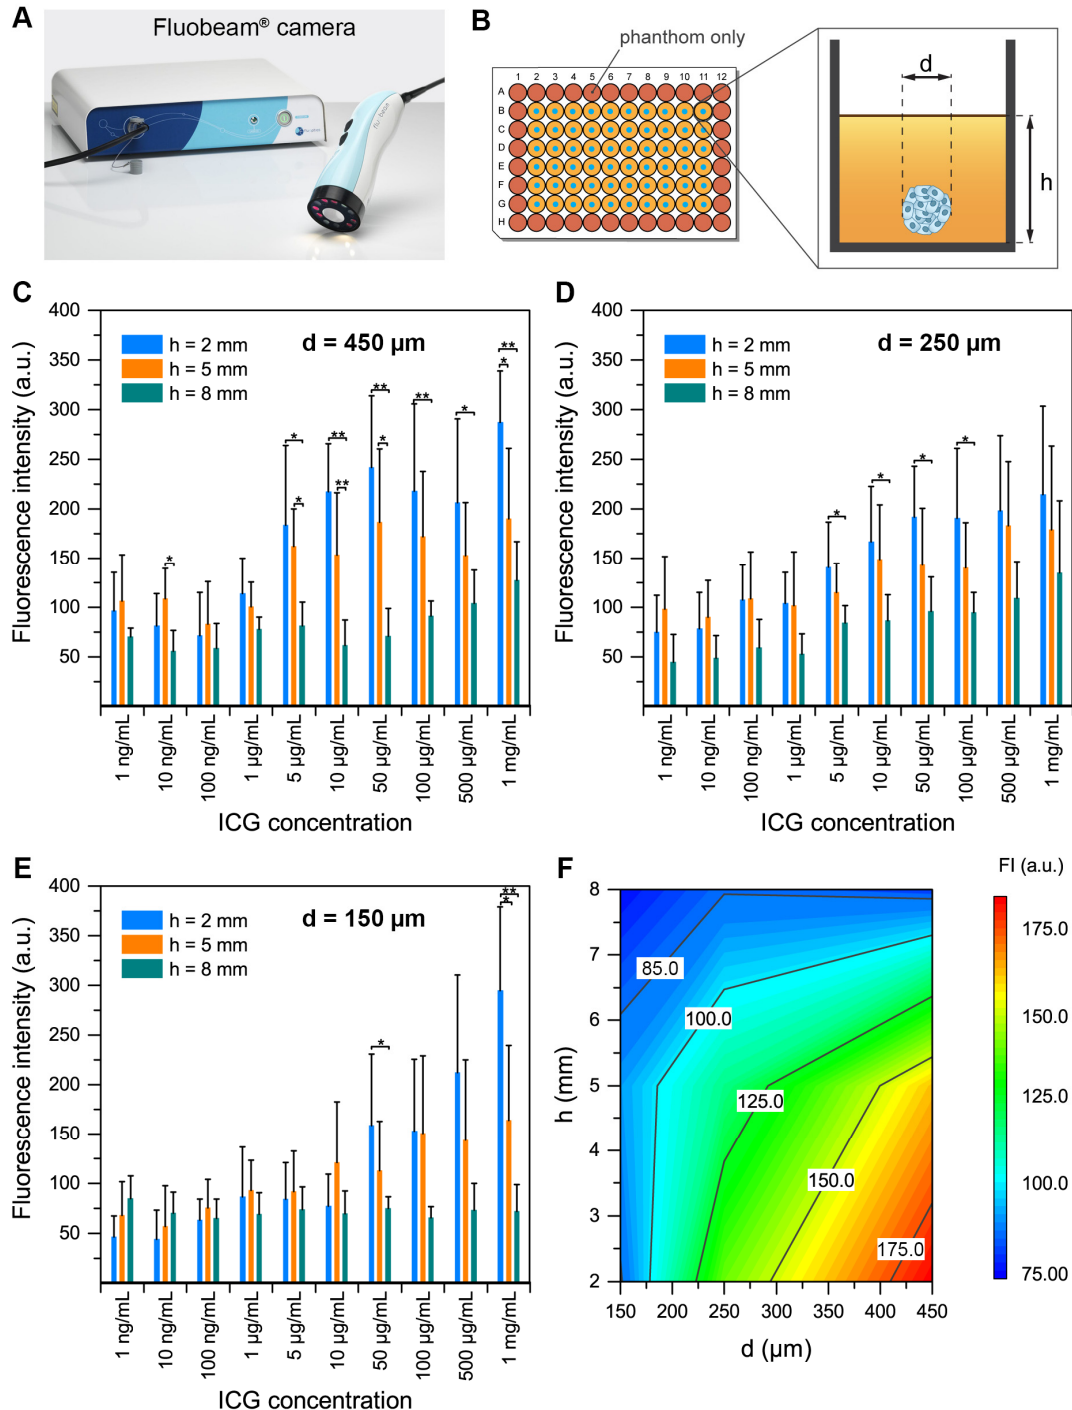 A
Fluobeam® camera
B
phanthom only
1 2 3 4 5 6 7 8 9 10 11 12
A
B
C
D
E
F
G
H
d
h
C
400
350
300
250
200
150
100
50
Fluorescence intensity (a.u.)
h = 2 mm
h = 5 mm
h = 8 mm
d = 450 µm
* * * ** ** ** * ** * ** *
1 ng/mL
10 ng/mL
100 ng/mL
1 µg/mL
5 µg/mL
10 µg/mL
50 µg/mL
100 µg/mL
500 µg/mL
1 mg/mL
ICG concentration
D
400
350
300
250
200
150
100
50
Fluorescence intensity (a.u.)
h = 2 mm
h = 5 mm
h = 8 mm
d = 250 µm
* * * *
1 ng/mL
10 ng/mL
100 ng/mL
1 µg/mL
5 µg/mL
10 µg/mL
50 µg/mL
100 µg/mL
500 µg/mL
1 mg/mL
ICG concentration
E
400
350
300
250
200
150
100
50
Fluorescence intensity (a.u.)
h = 2 mm
h = 5 mm
h = 8 mm
d = 150 µm
* ** *
1 ng/mL
10 ng/mL
100 ng/mL
1 µg/mL
5 µg/mL
10 µg/mL
50 µg/mL
100 µg/mL
500 µg/mL
1 mg/mL
ICG concentration
F
8
7
6
5
4
3
2
h (mm)
85.0
100.0
125.0
150.0
175.0
150 200 250 300 350 400 450
d (µm)
FI (a.u.)
175.0
150.0
125.0
100.0
75.00